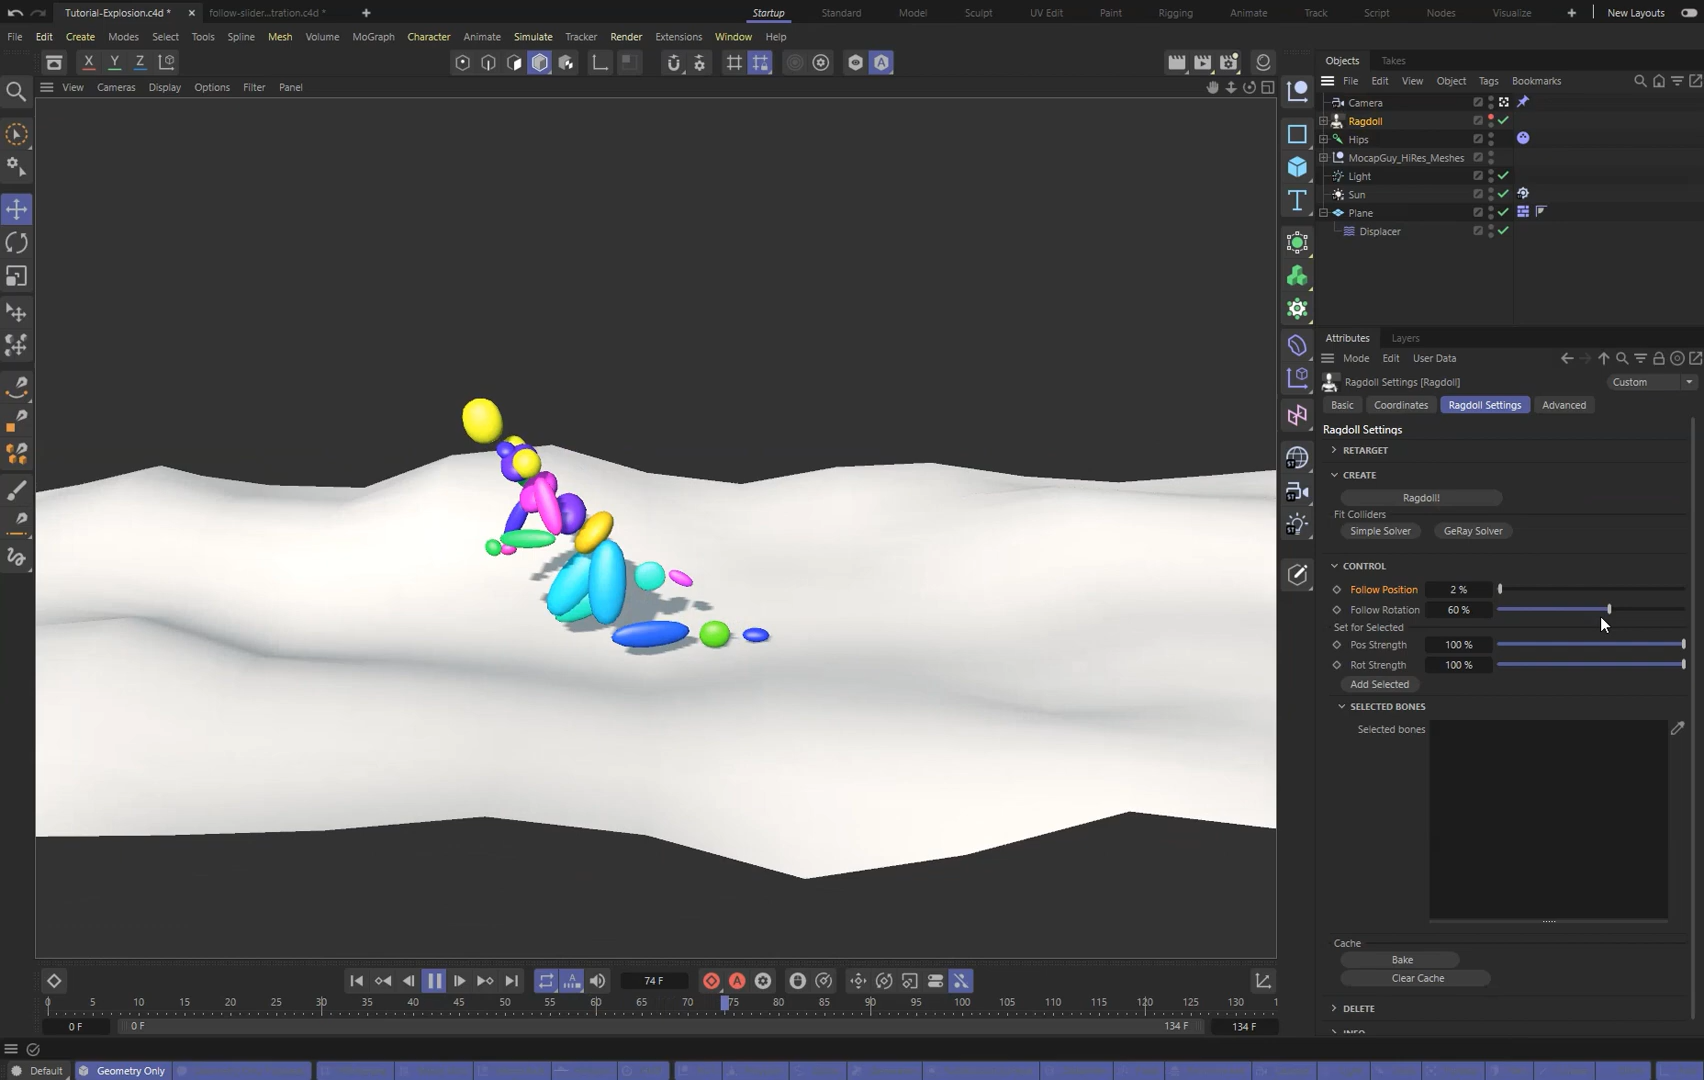 Tutorial-Explosion.c4d *
follow-slider...tration.c4d *
Startup Standard Model Sculpt UV Edit Paint Rigging Animate Track Script Nodes Visualize New Layouts
File Edit Create Modes Select Tools Spline Mesh Volume MoGraph Character Animate Simulate Tracker Render Extensions Window Help
X Y Z
View Cameras Display Options Filter Panel
Objects Takes
File Edit View Object Tags Bookmarks
Camera
Ragdoll
Hips
MocapGuy_HiRes_Meshes
Light
Sun
Plane
Displacer
Attributes Layers
Mode Edit User Data
Ragdoll Settings [Ragdoll] Custom
Basic Coordinates Ragdoll Settings Advanced
Ragdoll Settings
RETARGET
CREATE
Ragdoll!
Fit Colliders
Simple Solver GeRay Solver
CONTROL
Follow Position 2 %
Follow Rotation 60 %
Set for Selected
Pos Strength 100 %
Rot Strength 100 %
Add Selected
SELECTED BONES
Selected bones
Cache
Bake
Clear Cache
DELETE
74 F
0 5 10 15 20 25 30 35 40 45 50 55 60 65 70 75 80 85 90 95 100 105 110 115 120 125 130 1
0 F 0 F 134 F 134 F
Default Geometry Only